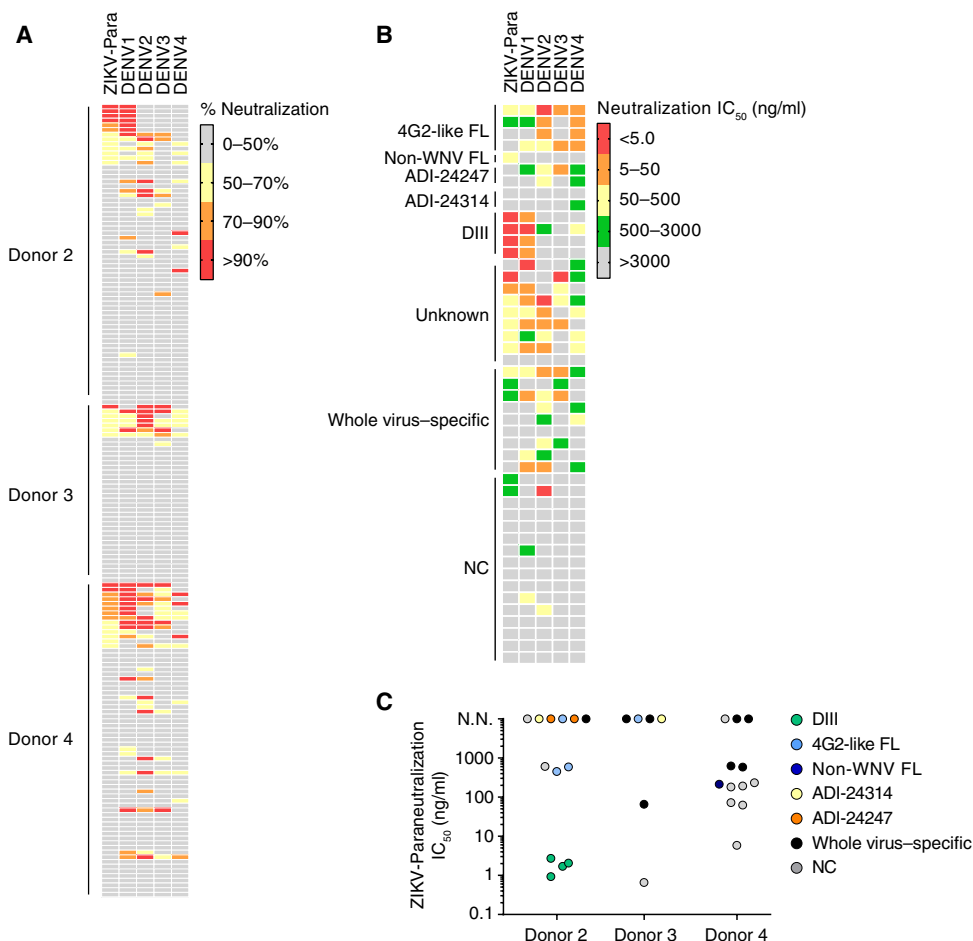 A
ZIKV-Para
DENV1
DENV2
DENV3
DENV4
% Neutralization
0–50%
50–70%
70–90%
>90%
Donor 2
Donor 3
Donor 4
B
ZIKV-Para
DENV1
DENV2
DENV3
DENV4
Neutralization IC50 (ng/ml)
<5.0
5–50
50–500
500–3000
>3000
4G2-like FL
Non-WNV FL
ADI-24247
ADI-24314
DIII
Unknown
Whole virus–specific
NC
C
ZIKV-Paraneutralization
IC50 (ng/ml)
N.N.
1000
100
10
1
0.1
Donor 2
Donor 3
Donor 4
DIII
4G2-like FL
Non-WNV FL
ADI-24314
ADI-24247
Whole virus–specific
NC